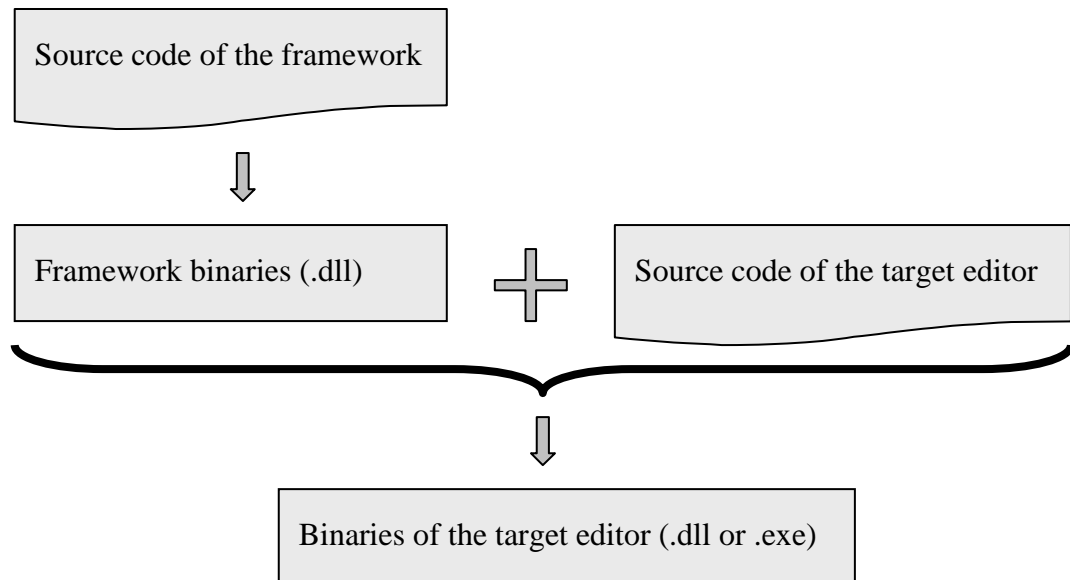 Source code of the framework
Framework binaries (.dll)
Source code of the target editor
Binaries of the target editor (.dll or .exe)